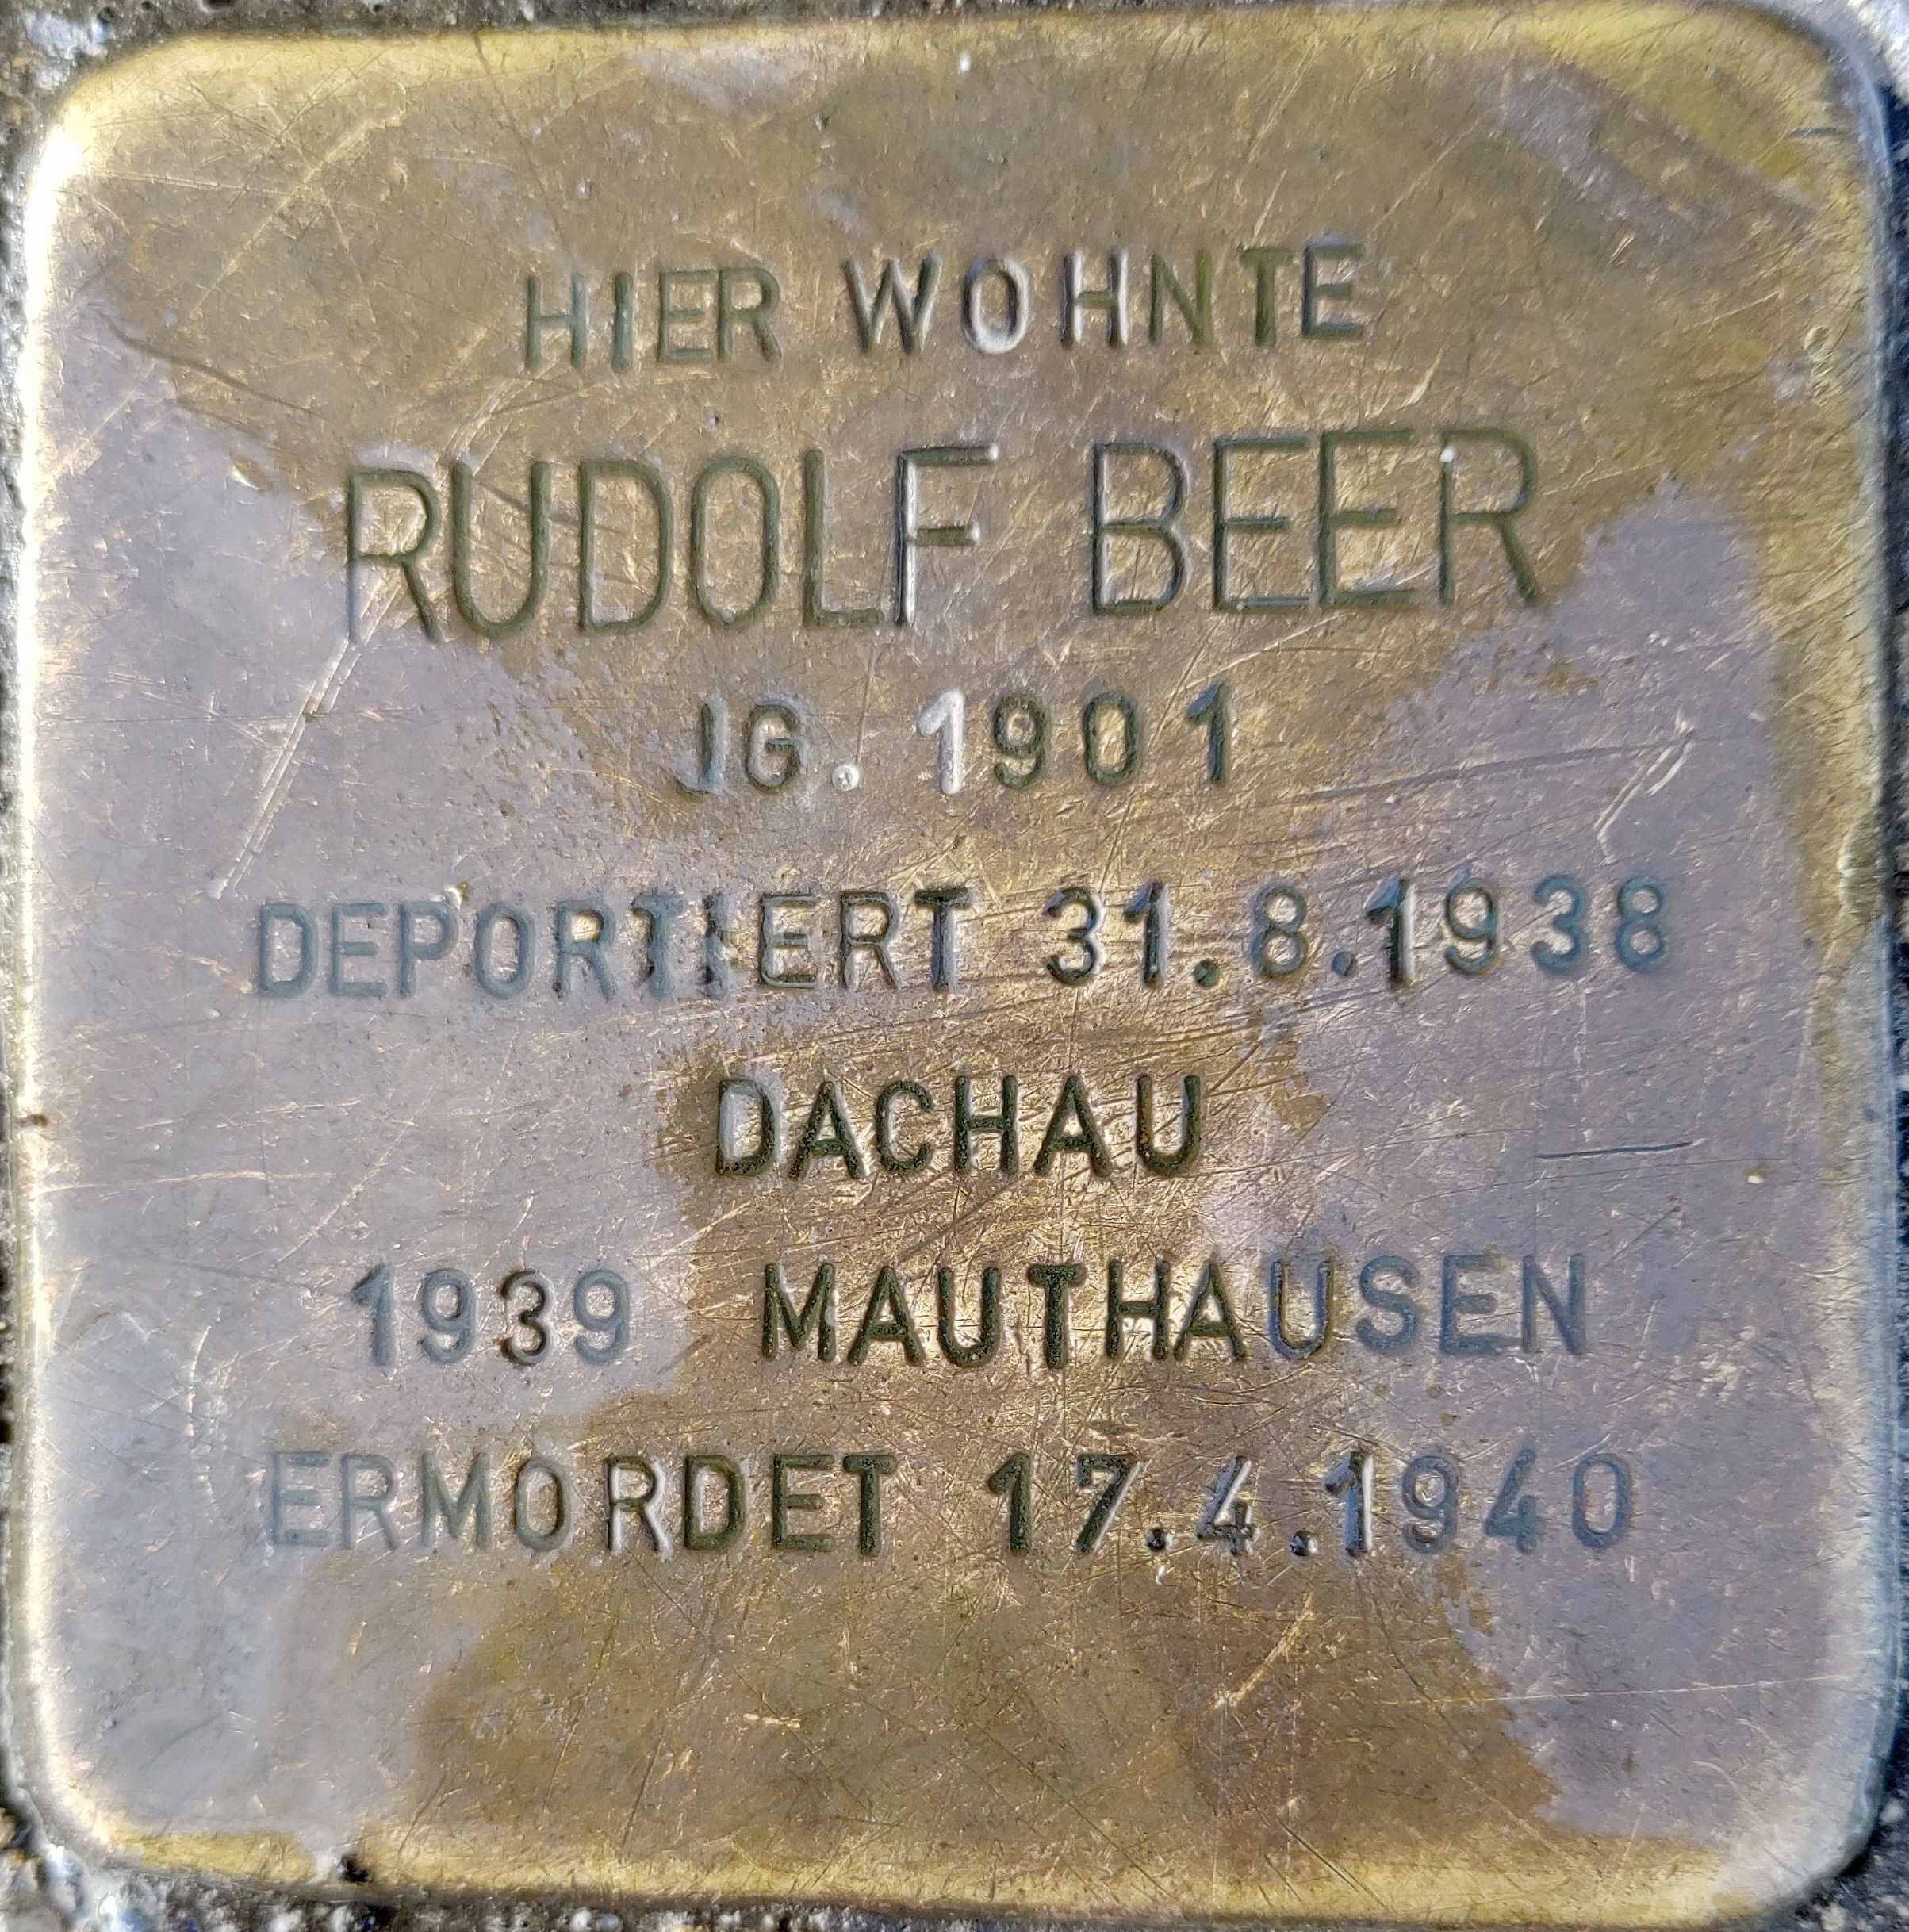 HIER WOHNTE
RUDOLF BEER
JG. 1901
DEPORTIERT 31.8.1938
DACHAU
1939 MAUTHAUSEN
ERMORDET 17.4.1940